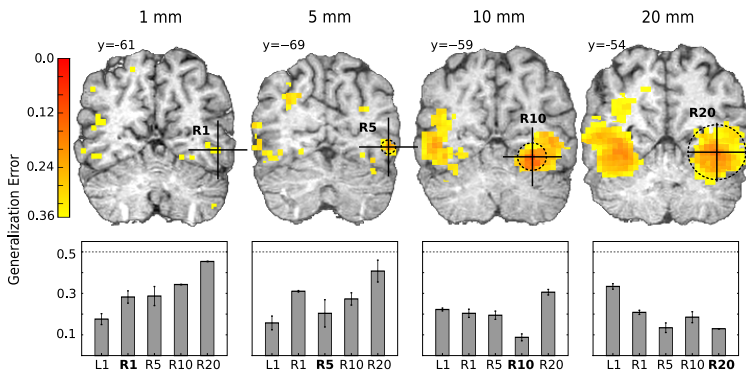 1 mm 5 mm 10 mm 20 mm
y=-61 y=-69 y=-59 y=-54
0.0
0.12
0.24
0.36
Generalization Error
R1 R5 R10 R20
0.5
0.3
0.1
L1 R1 R5 R10 R20 L1 R1 R5 R10 R20 L1 R1 R5 R10 R20 L1 R1 R5 R10 R20